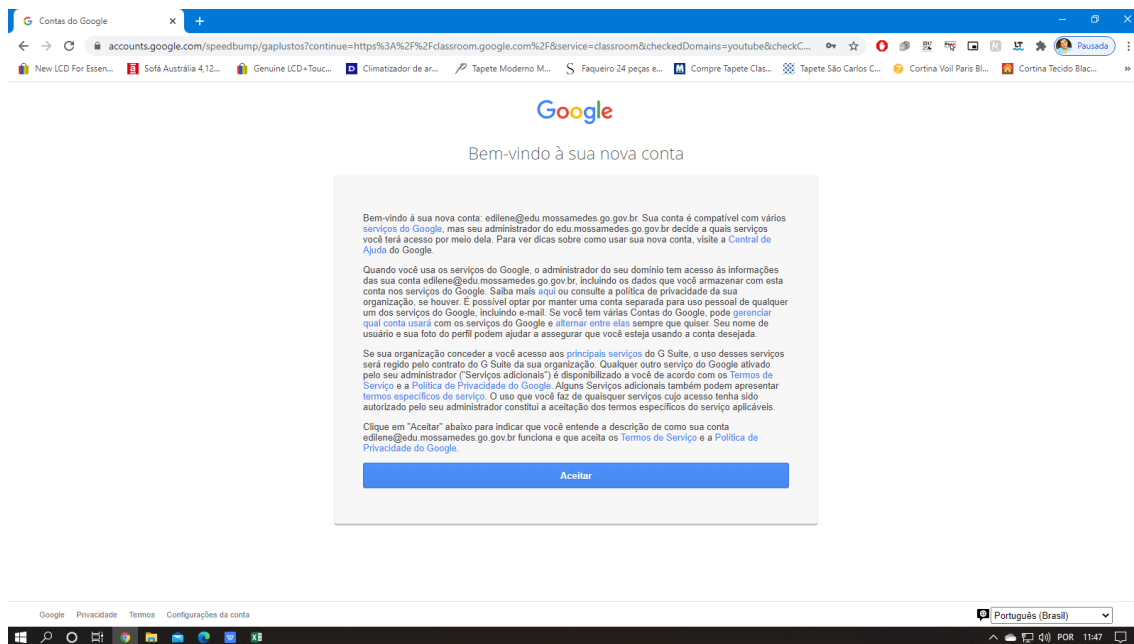 Contas do Google
accounts.google.com/speedbump/gaplustos?continue=https%3A%2F%2Fclassroom.google.com%2F&service=classroom&checkedDomains=youtube&checkC...
Pausada
New LCD For Essen...
Sofá Austrália 4,12...
Genuine LCD+Touc...
Climatizador de ar...
Tapete Moderno M...
Faqueiro 24 peças e...
Compre Tapete Clas...
Tapete São Carlos C...
Cortina Voil Paris Bl...
Cortina Tecido Blac...
Google
Bem-vindo à sua nova conta
Bem-vindo à sua nova conta: edilene@edu.mossamedes.go.gov.br. Sua conta é compatível com vários
serviços do Google, mas seu administrador do edu.mossamedes.go.gov.br decide a quais serviços
você terá acesso por meio dela. Para ver dicas sobre como usar sua nova conta, visite a Central de
Ajuda do Google.
Quando você usa os serviços do Google, o administrador do seu domínio tem acesso às informações
das sua conta edilene@edu.mossamedes.go.gov.br, incluindo os dados que você armazenar com esta
conta nos serviços do Google. Saiba mais aqui ou consulte a política de privacidade da sua
organização, se houver. É possível optar por manter uma conta separada para uso pessoal de qualquer
um dos serviços do Google, incluindo e-mail. Se você tem várias Contas do Google, pode gerenciar
qual conta usará com os serviços do Google e alternar entre elas sempre que quiser. Seu nome de
usuário e sua foto do perfil podem ajudar a assegurar que você esteja usando a conta desejada.
Se sua organização conceder a você acesso aos principais serviços do G Suite, o uso desses serviços
será regido pelo contrato do G Suite da sua organização. Qualquer outro serviço do Google ativado
pelo seu administrador ("Serviços adicionais") é disponibilizado a você de acordo com os Termos de
Serviço e a Política de Privacidade do Google. Alguns Serviços adicionais também podem apresentar
termos específicos de serviço. O uso que você faz de quaisquer serviços cujo acesso tenha sido
autorizado pelo seu administrador constitui a aceitação dos termos específicos do serviço aplicáveis.
Clique em "Aceitar" abaixo para indicar que você entende a descrição de como sua conta
edilene@edu.mossamedes.go.gov.br funciona e que aceita os Termos de Serviço e a Política de
Privacidade do Google.
Aceitar
Google Privacidade Termos Configurações da conta
Português (Brasil)
POR 11:47